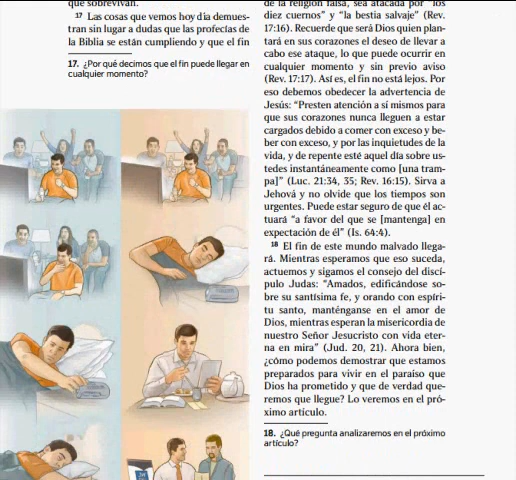 que sobrevivan.
17 Las cosas que vemos hoy día demues-
tran sin lugar a dudas que las profecías de
la Biblia se están cumpliendo y que el fin
17. ¿Por qué decimos que el fin puede llegar en
cualquier momento?
de la religión falsa, sea atacada por “los
diez cuernos” y “la bestia salvaje” (Rev.
17:16). Recuerde que será Dios quien plan-
tará en sus corazones el deseo de llevar a
cabo ese ataque, lo que puede ocurrir en
cualquier momento y sin previo aviso
(Rev. 17:17). Así es, el fin no está lejos. Por
eso debemos obedecer la advertencia de
Jesús: “Presten atención a sí mismos para
que sus corazones nunca lleguen a estar
cargados debido a comer con exceso y be-
ber con exceso, y por las inquietudes de la
vida, y de repente esté aquel día sobre us-
tedes instantáneamente como [una tram-
pa]” (Luc. 21:34, 35; Rev. 16:15). Sirva a
Jehová y no olvide que los tiempos son
urgentes. Puede estar seguro de que él ac-
tuará “a favor del que se [mantenga] en
expectación de él” (Is. 64:4).
18 El fin de este mundo malvado llega-
rá. Mientras esperamos que eso suceda,
actuemos y sigamos el consejo del discí-
pulo Judas: “Amados, edificándose so-
bre su santísima fe, y orando con espíri-
tu santo, manténganse en el amor de
Dios, mientras esperan la misericordia de
nuestro Señor Jesucristo con vida eter-
na en mira” (Jud. 20, 21). Ahora bien,
¿cómo podemos demostrar que estamos
preparados para vivir en el paraíso que
Dios ha prometido y que de verdad que-
remos que llegue? Lo veremos en el pró-
ximo artículo.
18. ¿Qué pregunta analizaremos en el próximo
artículo?